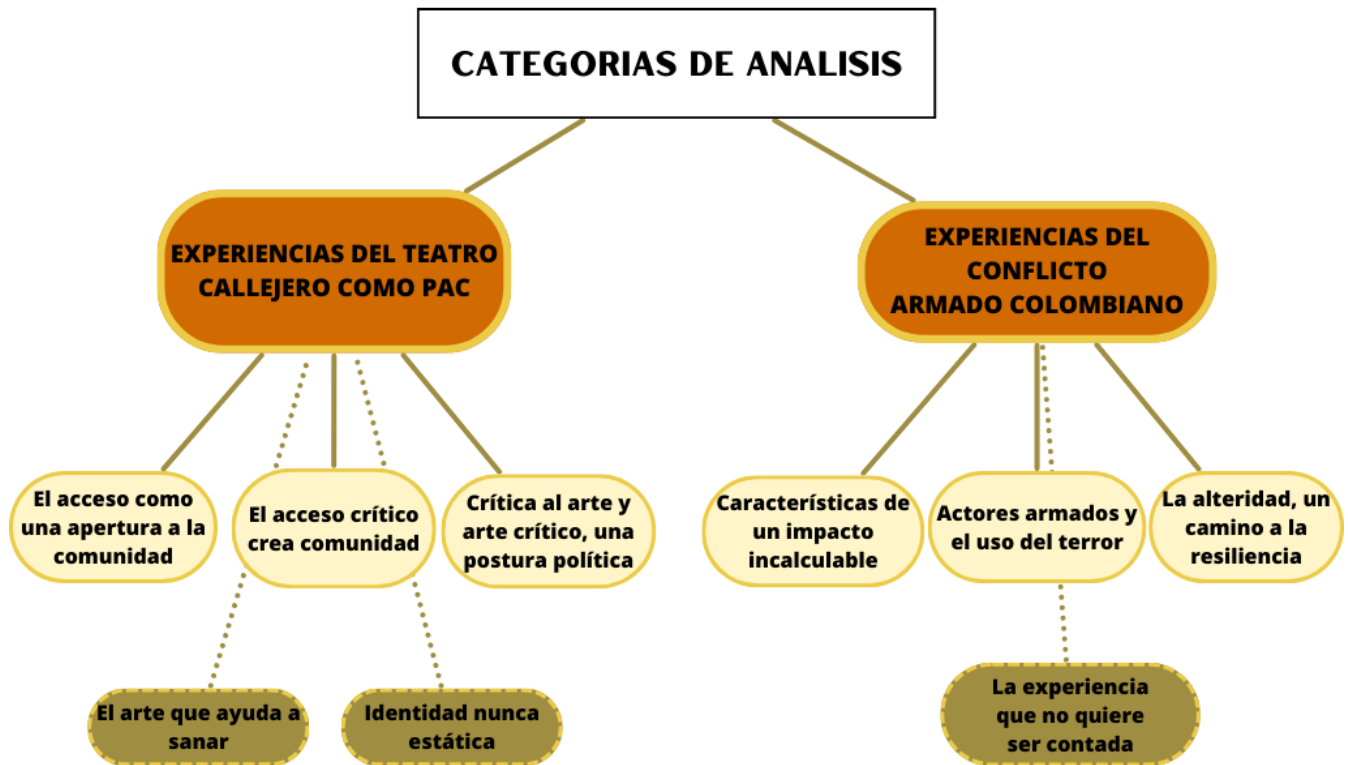 CATEGORIAS DE ANALISIS
EXPERIENCIAS DEL TEATRO
CALLEJERO COMO PAC
EXPERIENCIAS DEL
CONFLICTO
ARMADO COLOMBIANO
El acceso como
una apertura a la
comunidad
El acceso crítico
crea comunidad
Crítica al arte y
arte crítico, una
postura política
Características de
un impacto
incalculable
Actores armados y
el uso del terror
La alteridad, un
camino a la
resiliencia
El arte que ayuda a
sanar
Identidad nunca
estática
La experiencia
que no quiere
ser contada